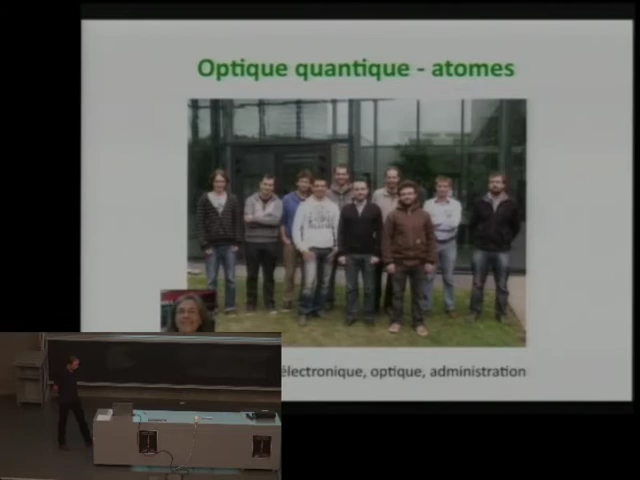 Optique quantique - atomes
électronique, optique, administration